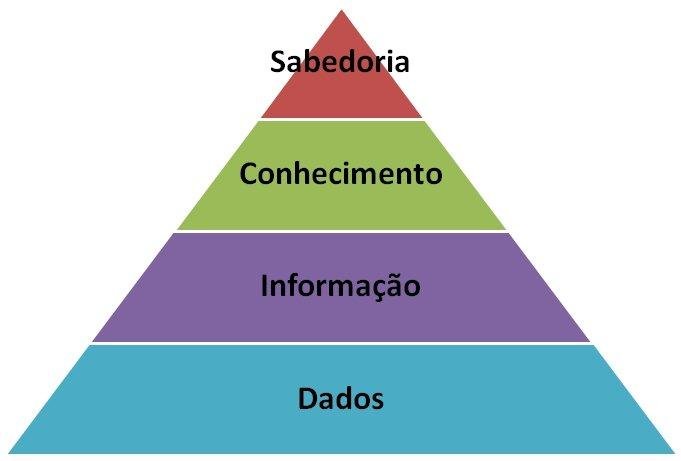 Sabedoria
Conhecimento
Informação
Dados